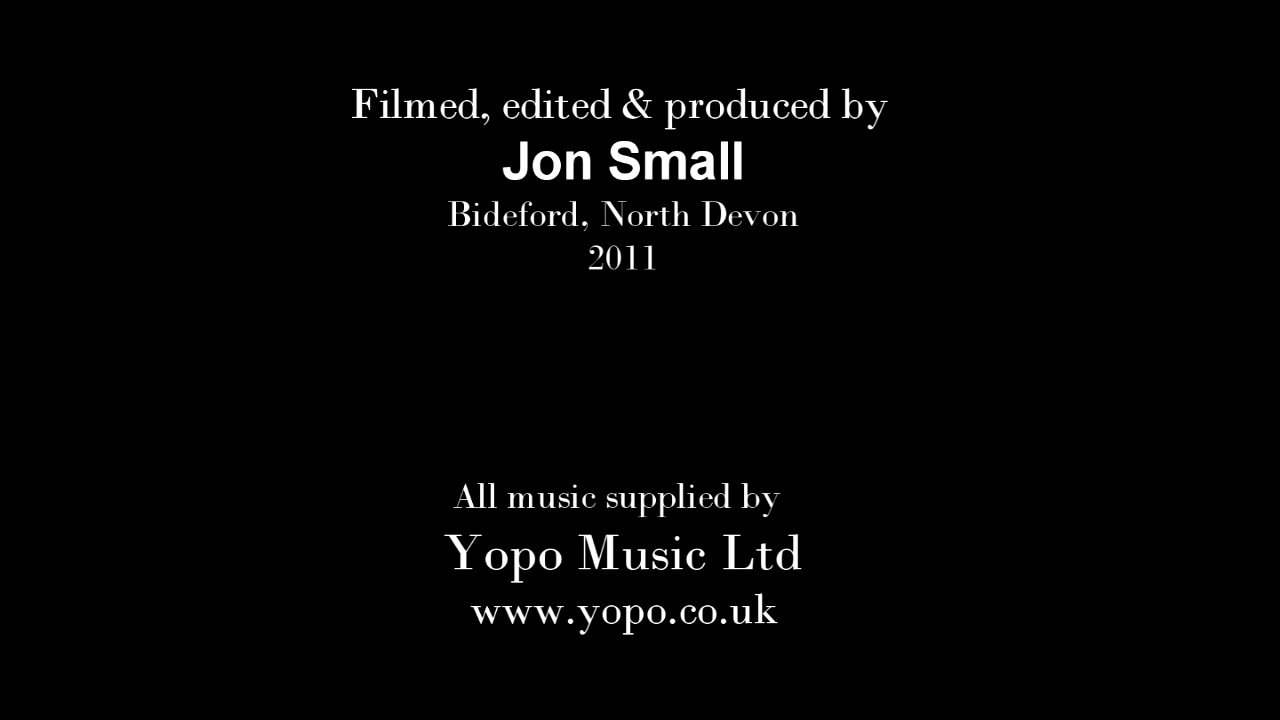 Filmed, edited & produced by
Jon Small
Bideford, North Devon
2011
All music supplied by
Yopo Music Ltd
www.yopo.co.uk